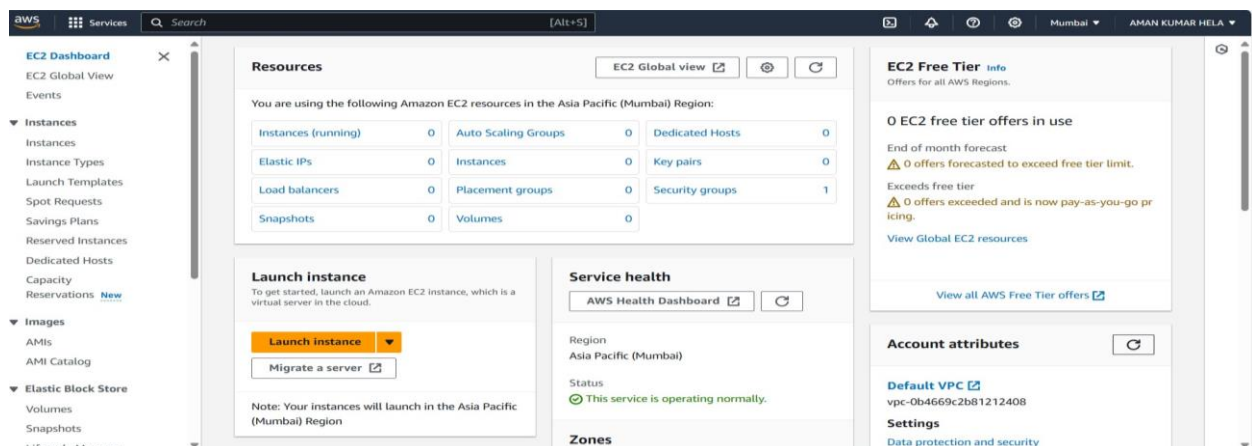 aws
Services
Search
[Alt+S]
Mumbai
AMAN KUMAR HELA
EC2 Dashboard
EC2 Global View
Events
Instances
Instances
Instance Types
Launch Templates
Spot Requests
Savings Plans
Reserved Instances
Dedicated Hosts
Capacity
Reservations New
Images
AMIs
AMI Catalog
Elastic Block Store
Volumes
Snapshots
Resources
EC2 Global view
You are using the following Amazon EC2 resources in the Asia Pacific (Mumbai) Region:
Instances (running) 0 Auto Scaling Groups 0 Dedicated Hosts 0
Elastic IPs 0 Instances 0 Key pairs 0
Load balancers 0 Placement groups 0 Security groups 1
Snapshots 0 Volumes 0
Launch instance
To get started, launch an Amazon EC2 instance, which is a
virtual server in the cloud.
Launch instance
Migrate a server
Note: Your instances will launch in the Asia Pacific
(Mumbai) Region
Service health
AWS Health Dashboard
Region
Asia Pacific (Mumbai)
Status
This service is operating normally.
Zones
EC2 Free Tier Info
Offers for all AWS Regions.
0 EC2 free tier offers in use
End of month forecast
0 offers forecasted to exceed free tier limit.
Exceeds free tier
0 offers exceeded and is now pay-as-you-go pr
icing.
View Global EC2 resources
View all AWS Free Tier offers
Account attributes
Default VPC
vpc-0b4669c2b81212408
Settings
Data protection and security